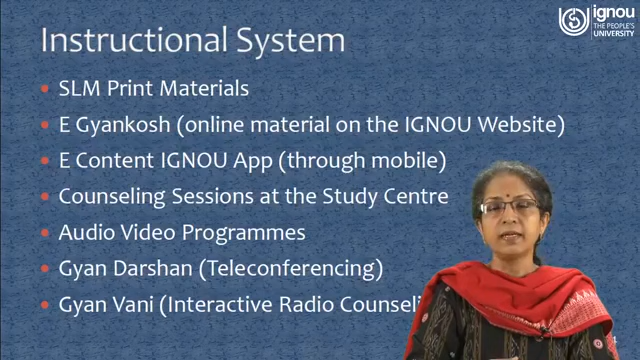 Instructional System
ignou
THE PEOPLE'S
UNIVERSITY
SLM Print Materials
E Gyankosh (online material on the IGNOU Website)
E Content IGNOU App (through mobile)
Counseling Sessions at the Study Centre
Audio Video Programmes
Gyan Darshan (Teleconferencing)
Gyan Vani (Interactive Radio Counseli